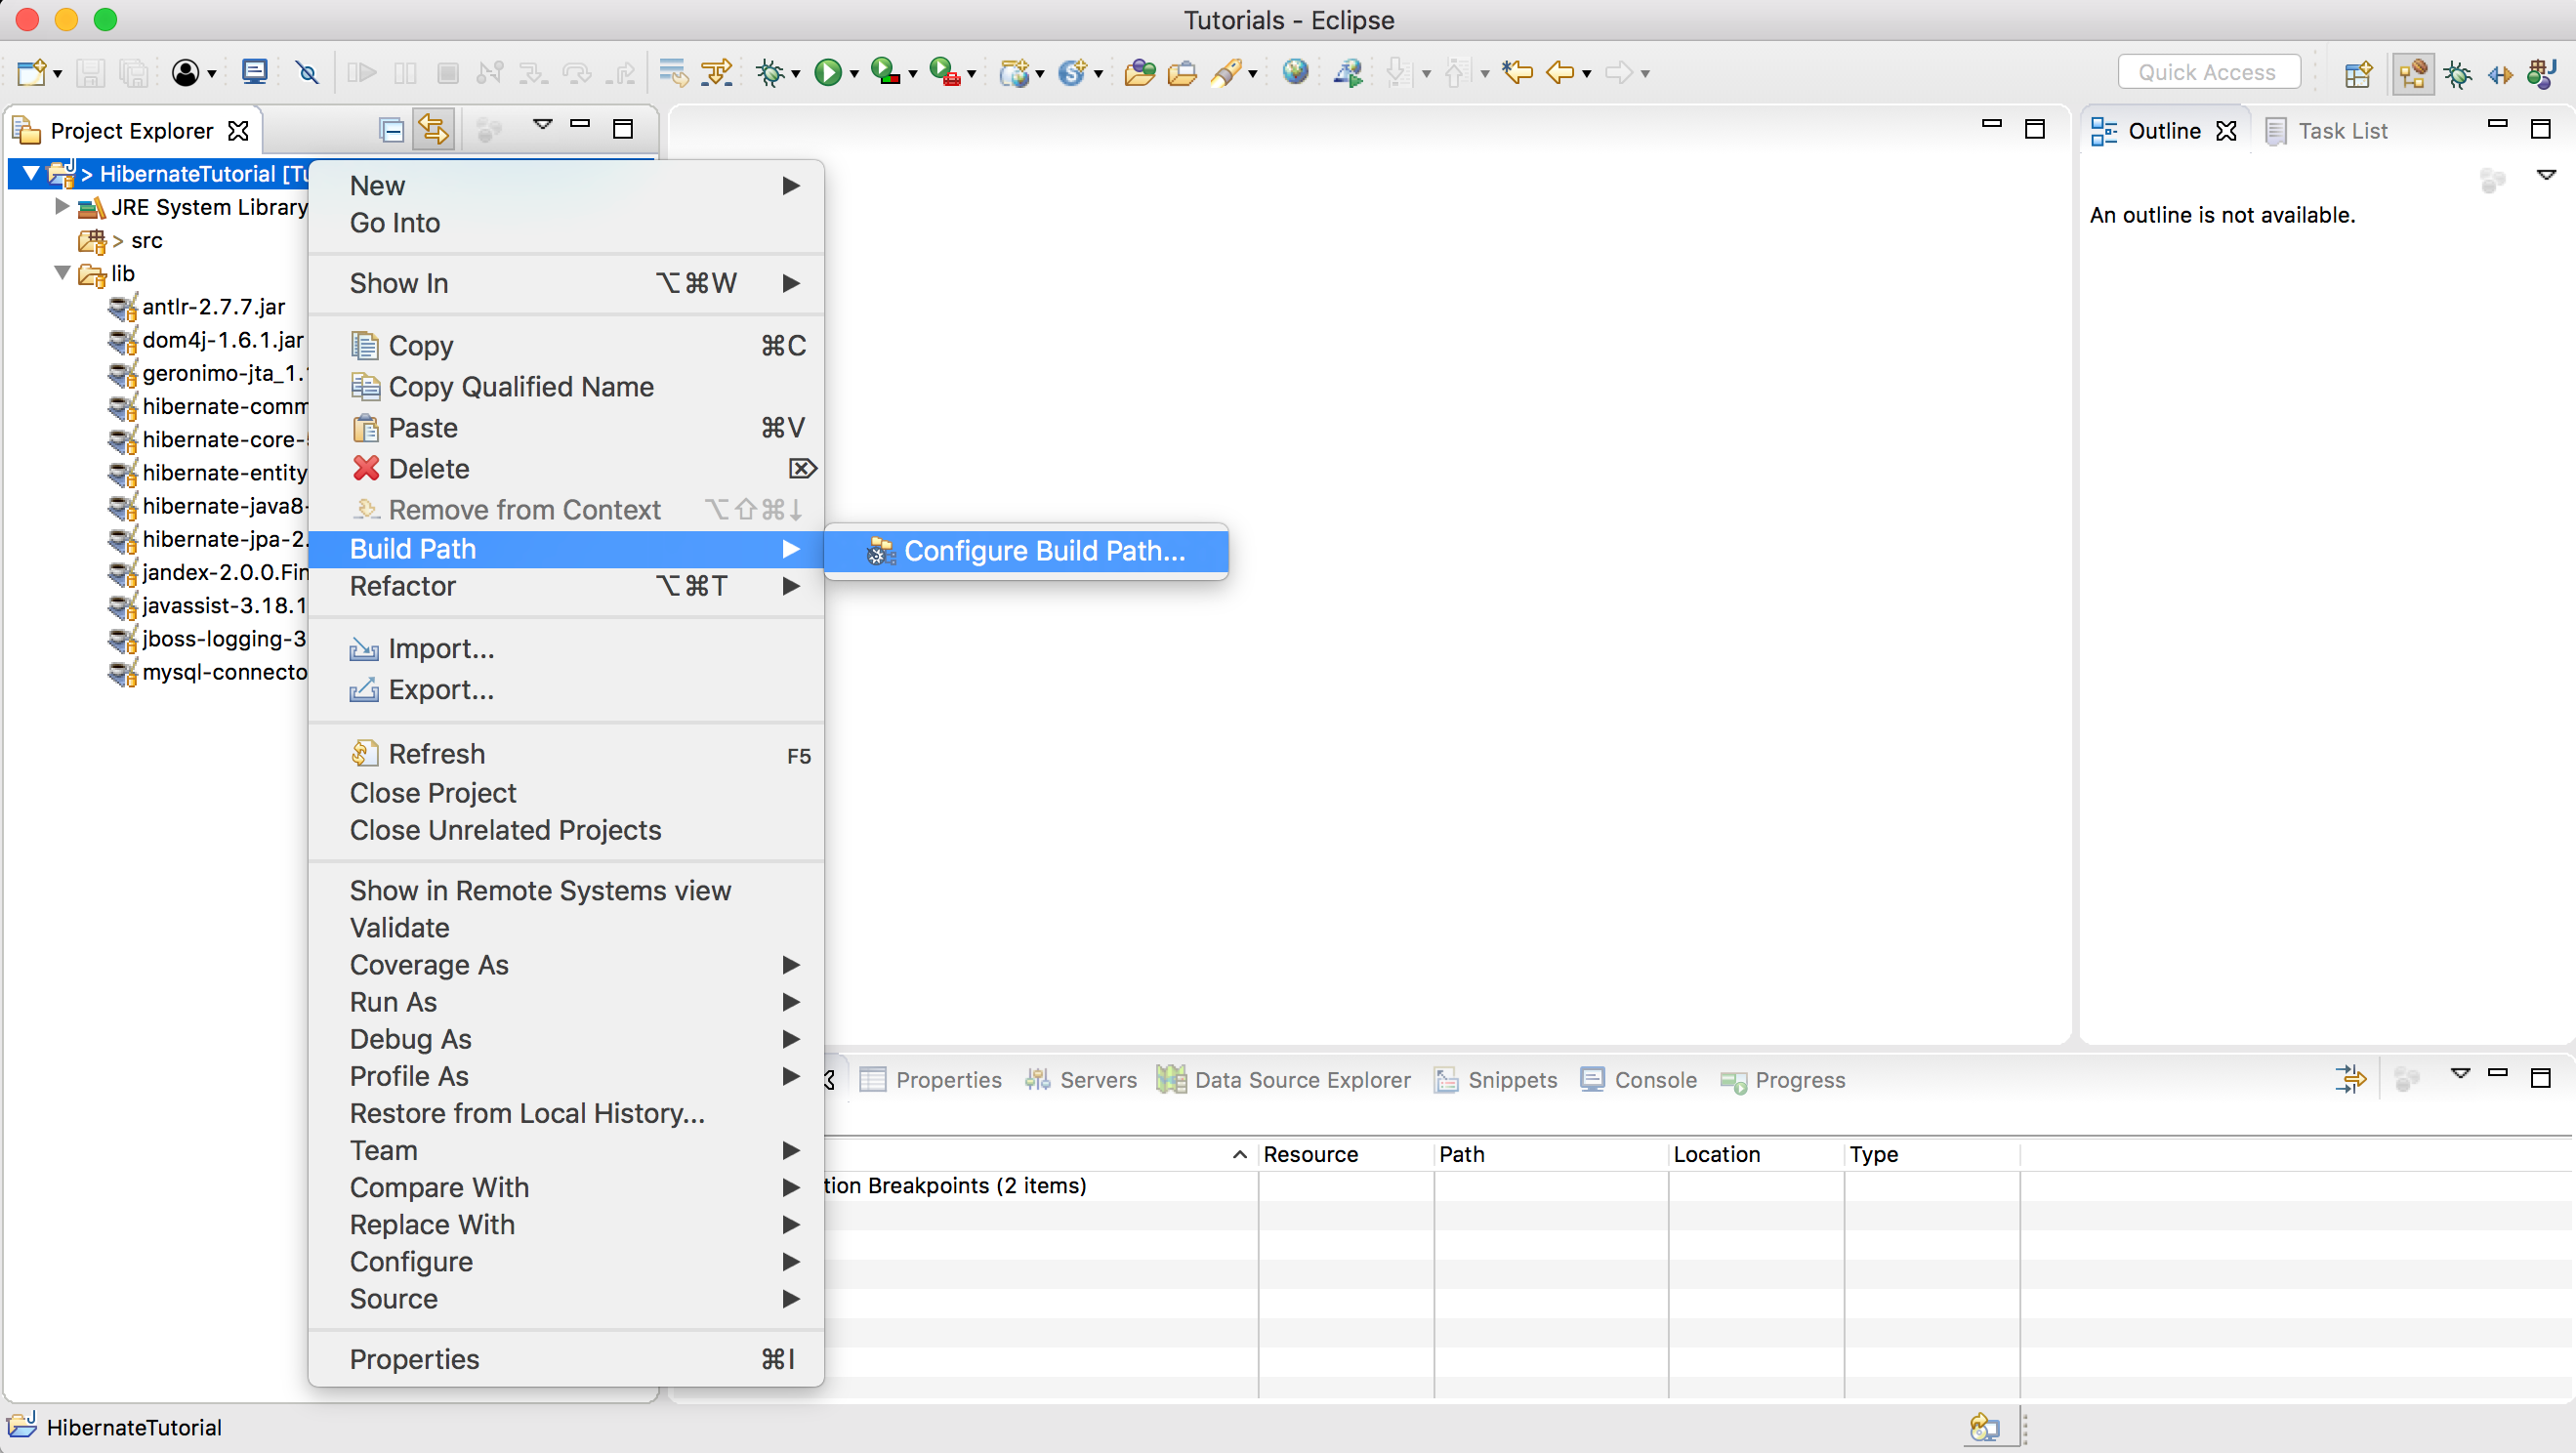 Tutorials - Eclipse
Quick Access
Project Explorer
Outline
Task List
> HibernateTutorial [Tu
JRE System Library
> src
lib
antlr-2.7.7.jar
dom4j-1.6.1.jar
geronimo-jta_1.
hibernate-comm
hibernate-core-
hibernate-entity
hibernate-java8-
hibernate-jpa-2.
jandex-2.0.0.Fin
javassist-3.18.1
jboss-logging-3
mysql-connecto
New
Go Into
Show In ⌥⌘W
Copy ⌘C
Copy Qualified Name
Paste ⌘V
Delete ⌦
Remove from Context ⌥⇧⌘↓
Build Path
Configure Build Path...
Refactor ⌥⌘T
Import...
Export...
Refresh F5
Close Project
Close Unrelated Projects
Show in Remote Systems view
Validate
Coverage As
Run As
Debug As
Profile As
Restore from Local History...
Team
Compare With
Replace With
Configure
Source
Properties ⌘I
An outline is not available.
Properties
Servers
Data Source Explorer
Snippets
Console
Progress
Resource
Path
Location
Type
tion Breakpoints (2 items)
HibernateTutorial